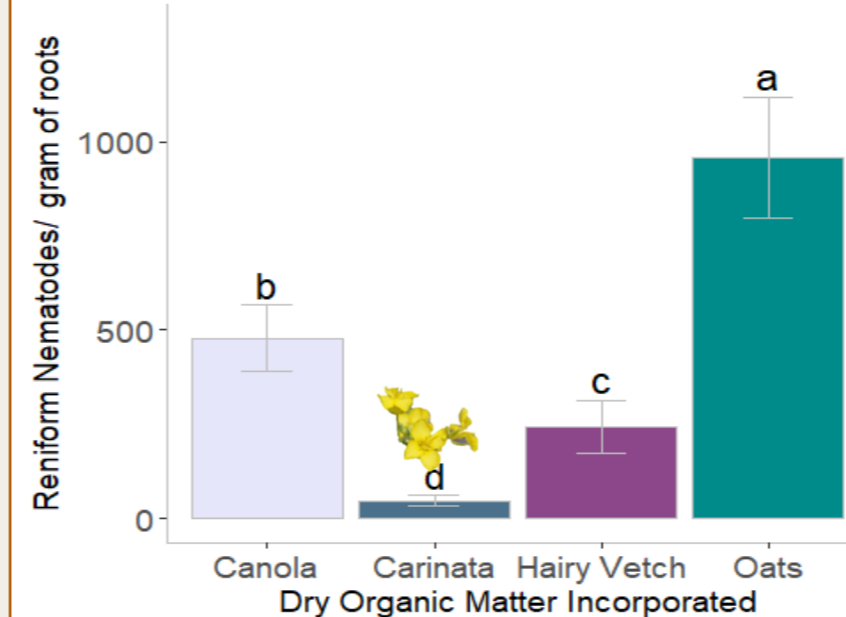 Reniform Nematodes/ gram of roots
1000
500
0
a
b
c
d
Canola
Carinata
Hairy Vetch
Oats
Dry Organic Matter Incorporated